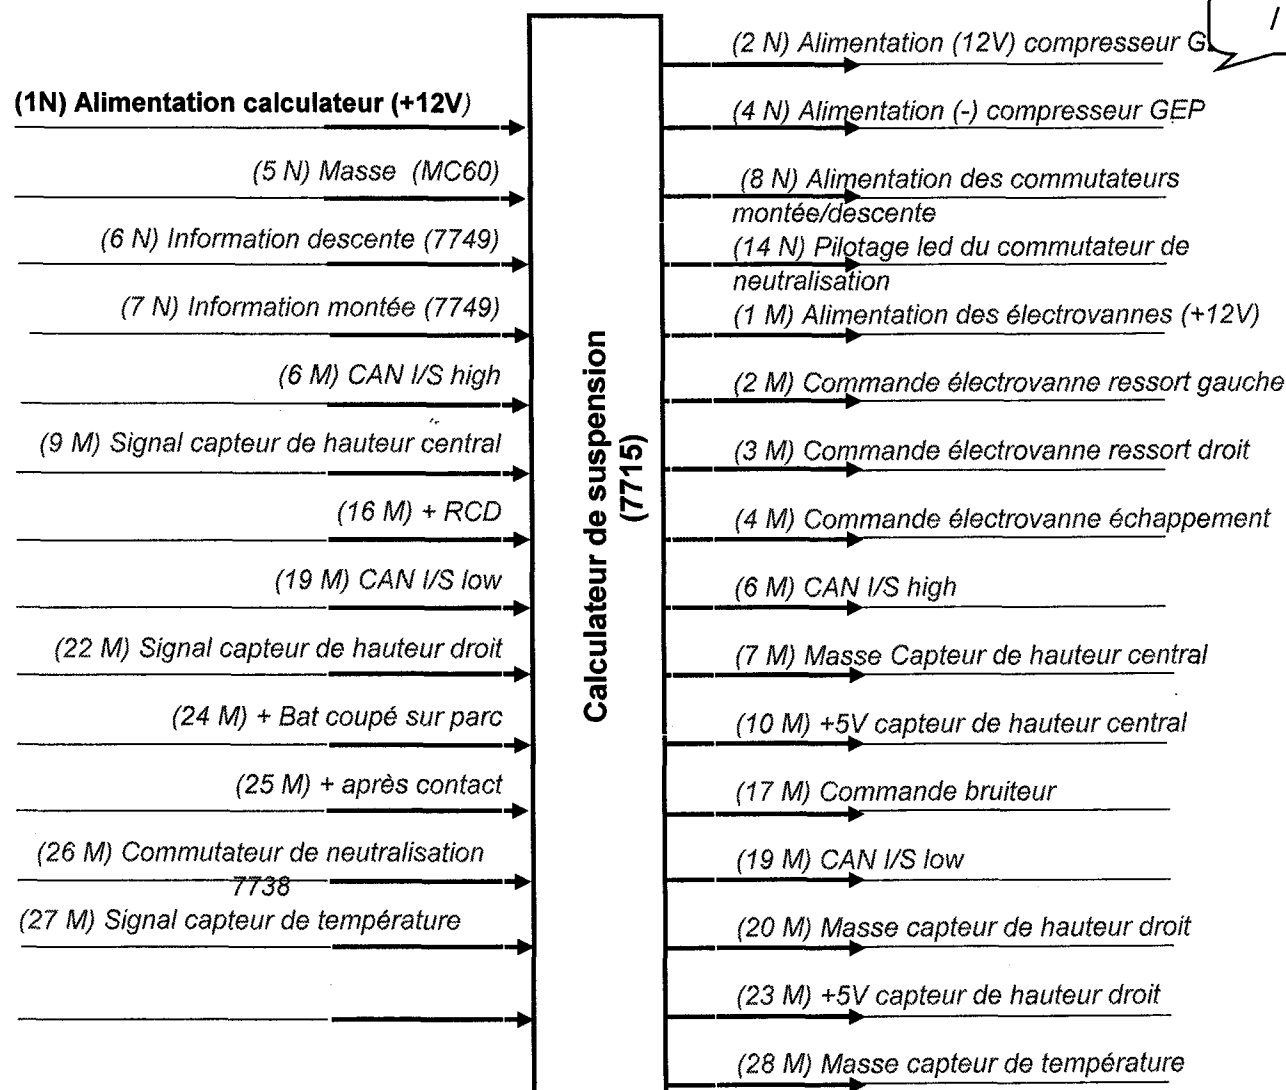 (2 N) Alimentation (12V) compresseur
(1N) Alimentation calculateur (+12V)
(4 N) Alimentation (-) compresseur GEP
(5 N) Masse (MC60)
(8 N) Alimentation des commutateurs
montée/descente
(6 N) Information descente (7749)
(14 N) Pilotage led du commutateur de
neutralisation
(7 N) Information montée (7749)
(1 M) Alimentation des électrovannes (+12V)
(6 M) CAN I/S high
(2 M) Commande électrovanne ressort gauche
(9 M) Signal capteur de hauteur central
(3 M) Commande électrovanne ressort droit
(16 M) + RCD
(4 M) Commande électrovanne échappement
(19 M) CAN I/S low
(6 M) CAN I/S high
Calculateur de suspension
(7715)
(22 M) Signal capteur de hauteur droit
(7 M) Masse Capteur de hauteur central
(24 M) + Bat coupé sur parc
(10 M) +5V capteur de hauteur central
(25 M) + après contact
(17 M) Commande bruiteur
(26 M) Commutateur de neutralisation
7738
(19 M) CAN I/S low
(27 M) Signal capteur de température
(20 M) Masse capteur de hauteur droit
(23 M) +5V capteur de hauteur droit
(28 M) Masse capteur de température